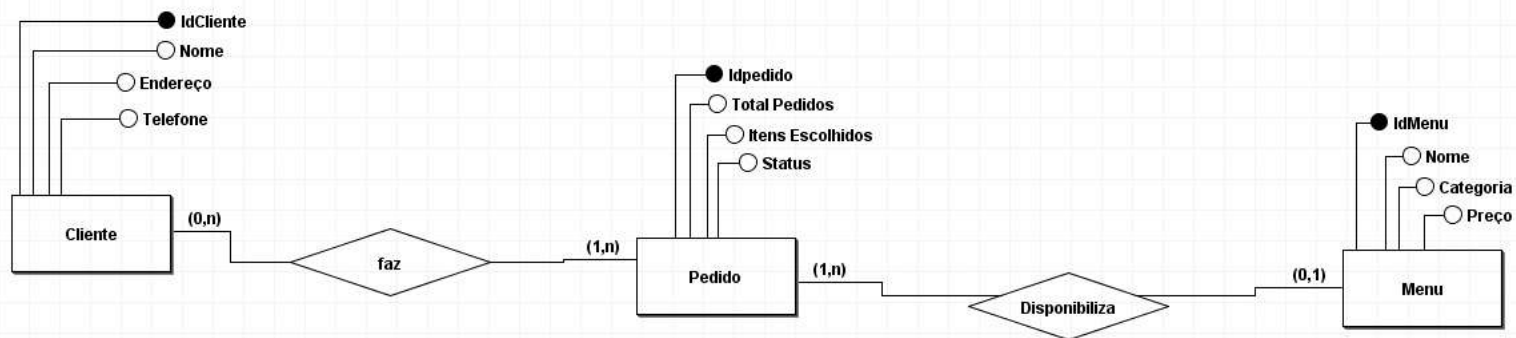 IdCliente
Nome
Endereço
Telefone
Cliente
(0,n)
faz
(1,n)
Idpedido
Total Pedidos
Itens Escolhidos
Status
Pedido
(1,n)
Disponibiliza
(0,1)
IdMenu
Nome
Categoria
Preço
Menu